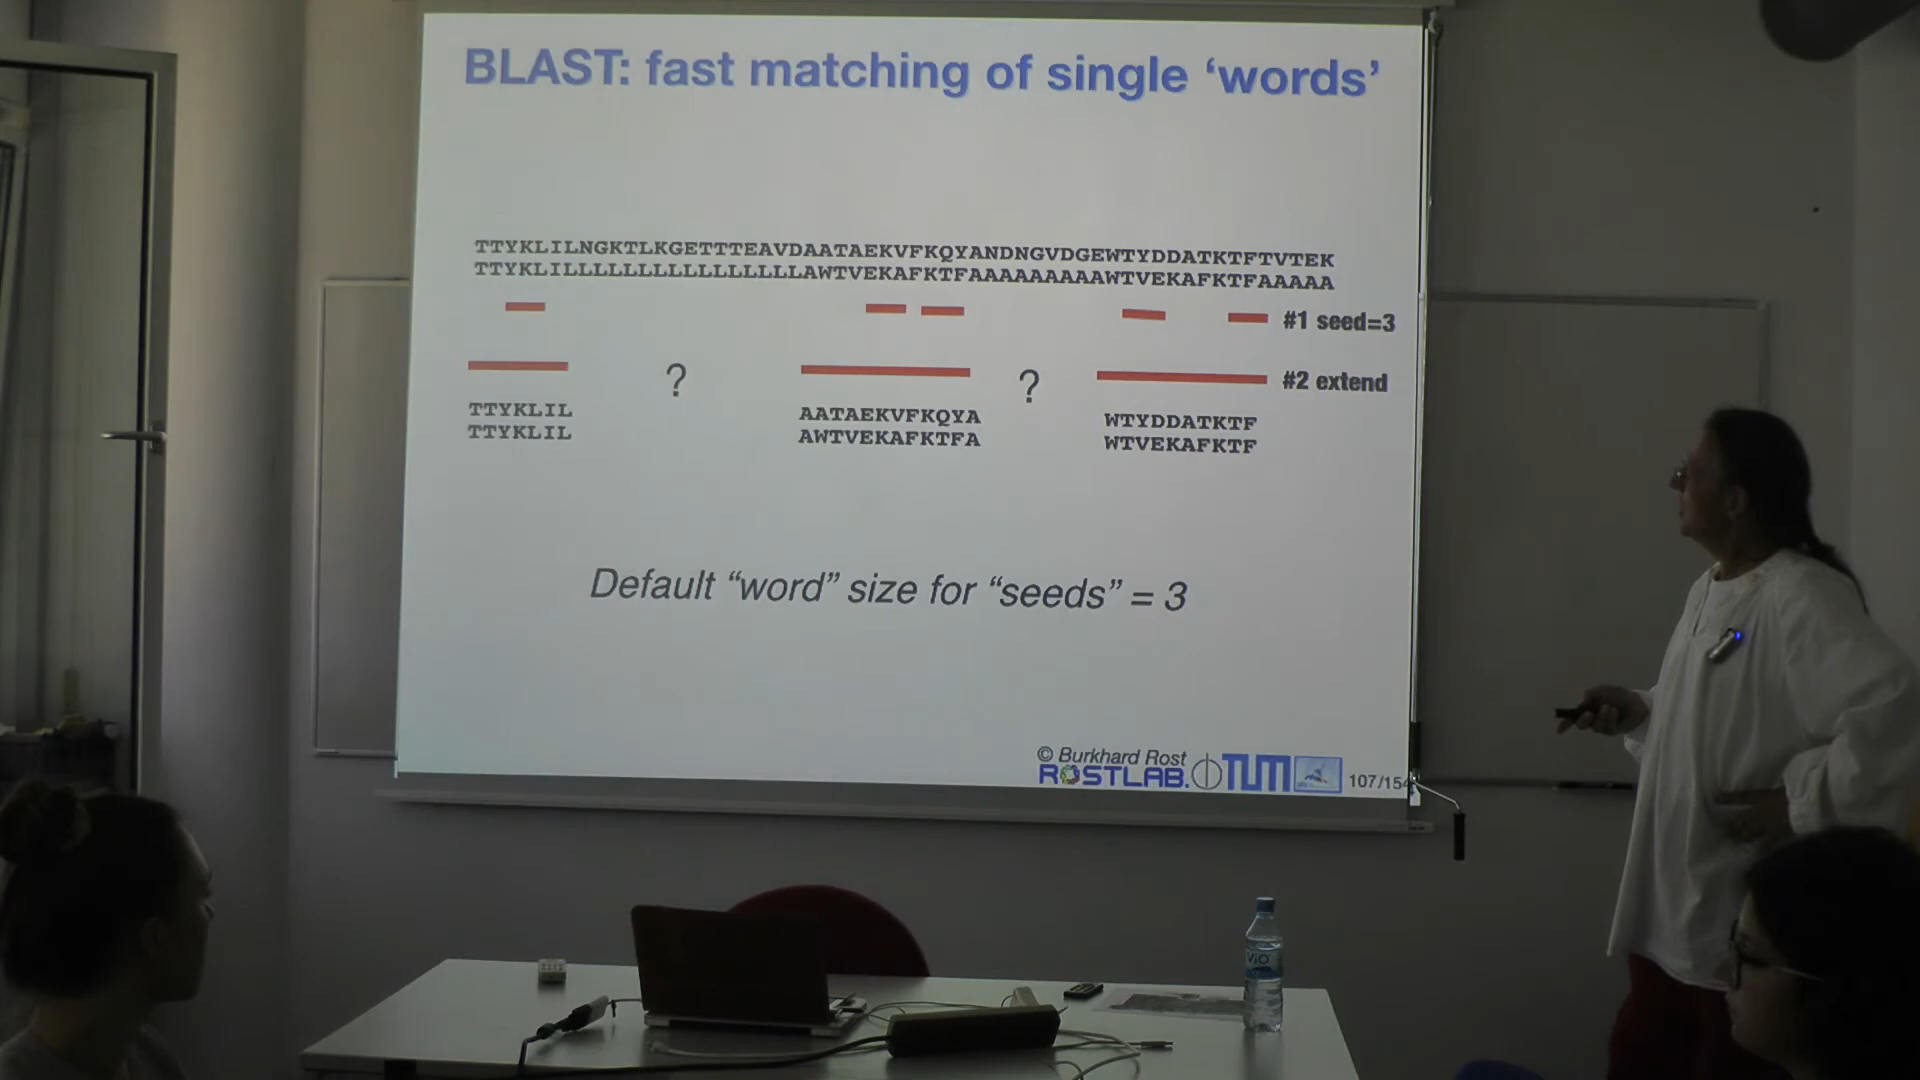 BLAST: fast matching of single ‘words’
TTYKLILNGKTLKGETTTEAVDAATAEKVFKQYANDNGVDGEWTYDDATKTFTVTEK
TTYKLILLLLLLLLLLLLLLLLAWTVEKAFKTFAAAAAAAAAWTVEKAFKTFAAAAA
#1 seed=3
? ? #2 extend
TTYKLIL AATAEKVFKQYA WTYDDATKTF
TTYKLIL AWTVEKAFKTFA WTVEKAFKTF
Default “word” size for “seeds” = 3
© Burkhard Rost
ROSTLAB. TUM 107/154
ViO